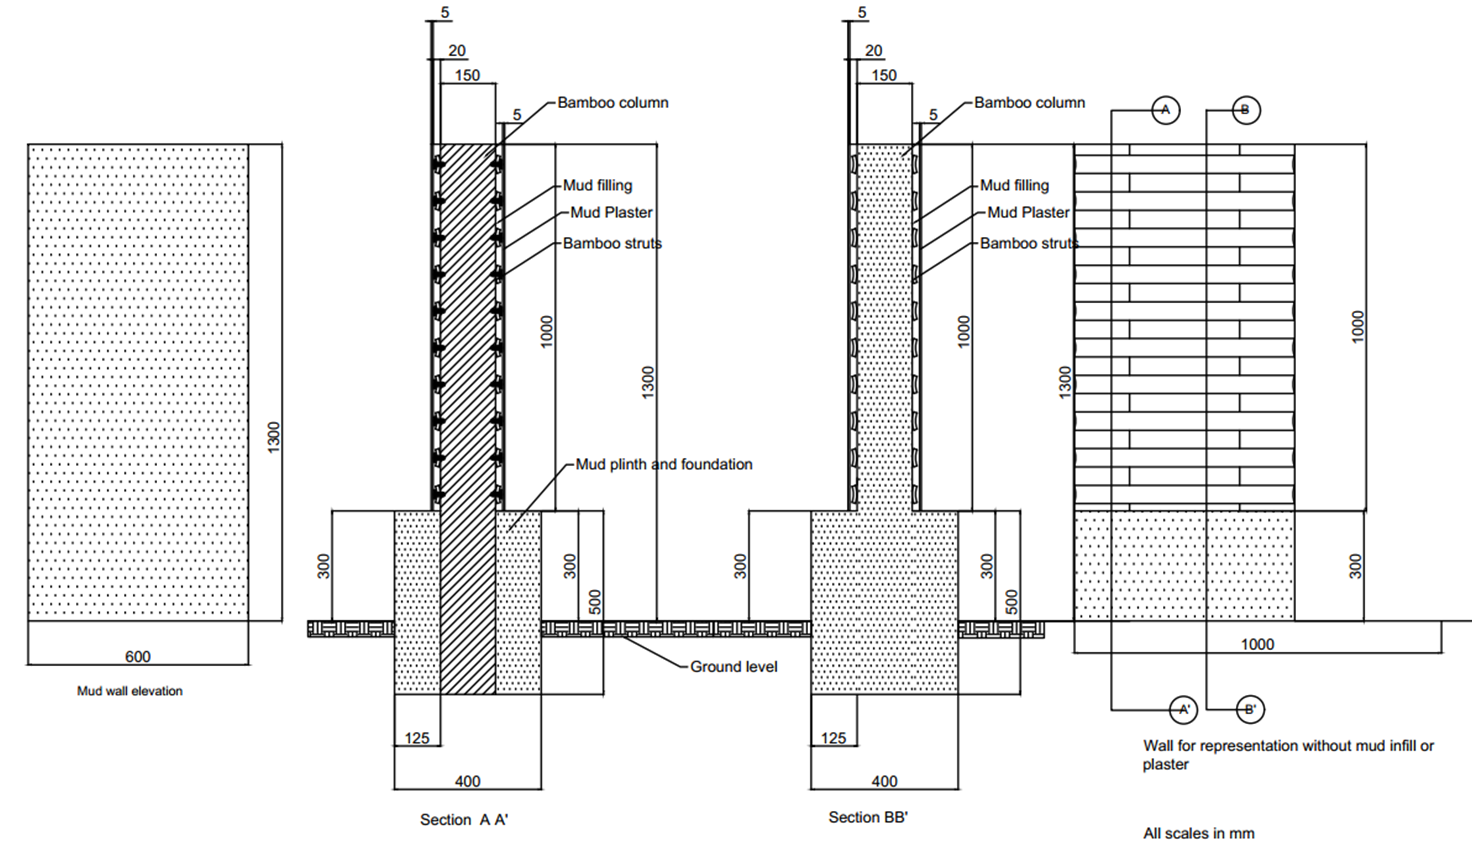 5
20
150
5
Bamboo column
Mud filling
Mud Plaster
Bamboo struts
1000
1300
Mud plinth and foundation
300
300
500
Ground level
125
400
Section A A'
1300
600
Mud wall elevation
5
20
150
5
Bamboo column
Mud filling
Mud Plaster
Bamboo struts
1000
1300
300
300
500
125
400
Section BB'
A
B
1000
300
1000
A'
B'
Wall for representation without mud infill or
plaster
All scales in mm